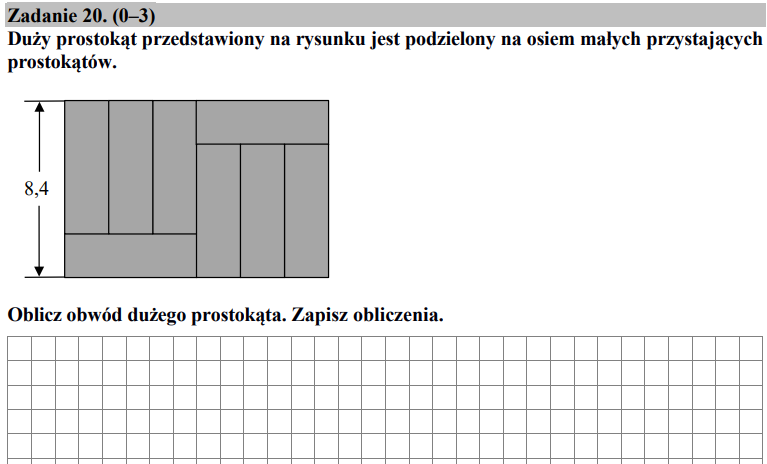 Zadanie 20. (0–3)
Duży prostokąt przedstawiony na rysunku jest podzielony na osiem małych przystających
prostokątów.
8,4
Oblicz obwód dużego prostokąta. Zapisz obliczenia.